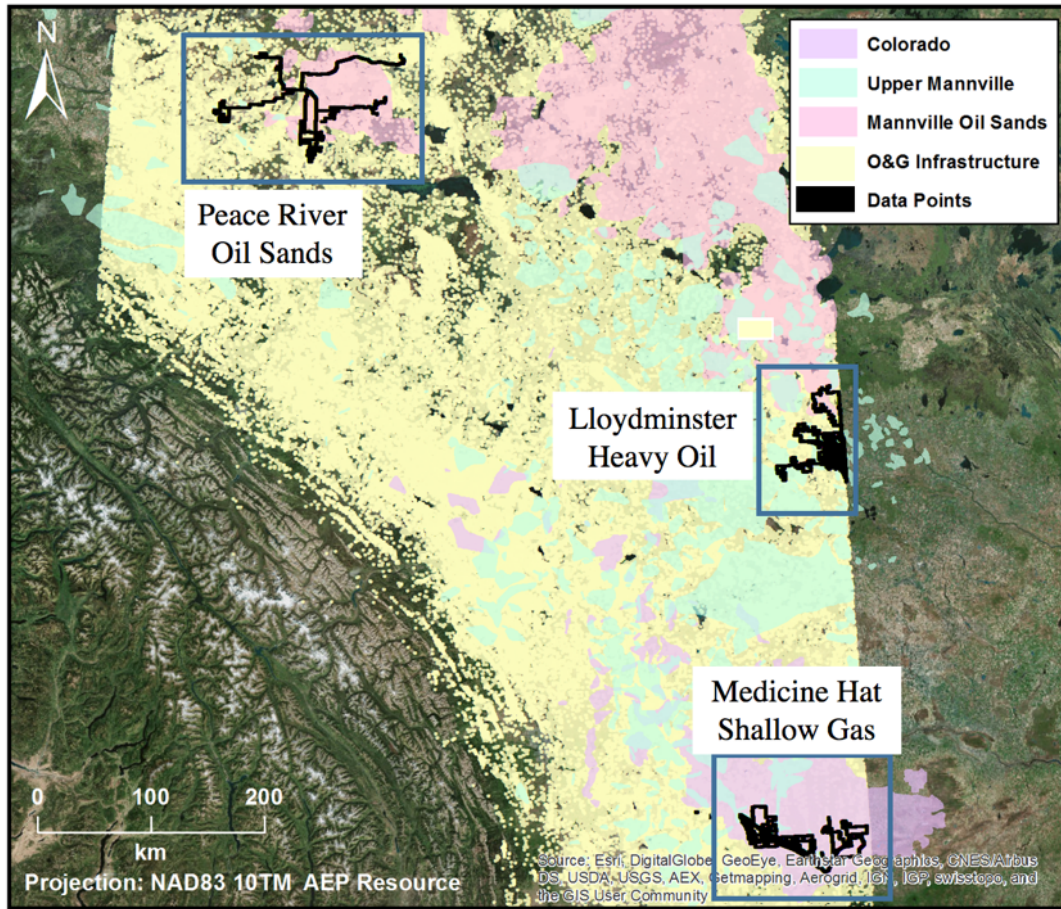 N
Colorado
Upper Mannville
Mannville Oil Sands
O&G Infrastructure
Data Points
Peace River
Oil Sands
Lloydminster
Heavy Oil
Medicine Hat
Shallow Gas
0 100 200
km
Projection: NAD83 10TM AEP Resource
Source: Esri, DigitalGlobe, GeoEye, Earthstar Geographics, CNES/Airbus
DS, USDA, USGS, AEX, Getmapping, Aerogrid, IGN, IGP, swisstopo, and
the GIS User Community